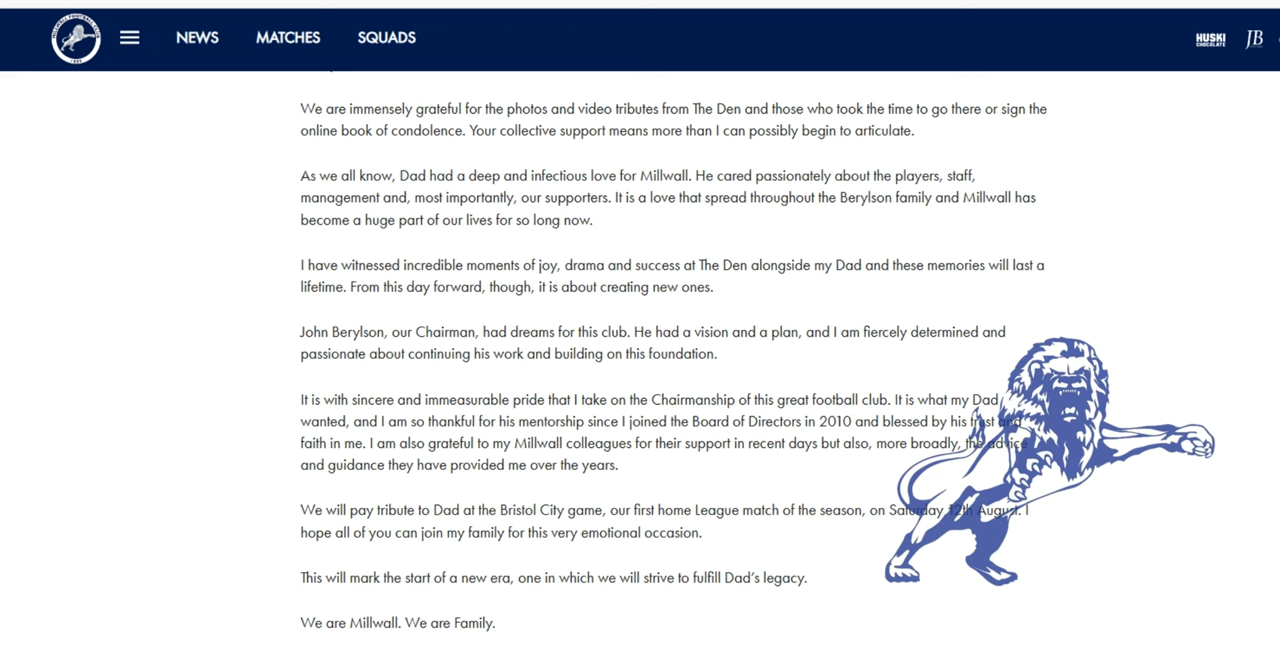 MILLWALL FOOTBALL CLUB
1885
NEWS MATCHES SQUADS
HUSKI
CHOCOLATE
JB
We are immensely grateful for the photos and video tributes from The Den and those who took the time to go there or sign the
online book of condolence. Your collective support means more than I can possibly begin to articulate.
As we all know, Dad had a deep and infectious love for Millwall. He cared passionately about the players, staff,
management and, most importantly, our supporters. It is a love that spread throughout the Berylson family and Millwall has
become a huge part of our lives for so long now.
I have witnessed incredible moments of joy, drama and success at The Den alongside my Dad and these memories will last a
lifetime. From this day forward, though, it is about creating new ones.
John Berylson, our Chairman, had dreams for this club. He had a vision and a plan, and I am fiercely determined and
passionate about continuing his work and building on this foundation.
It is with sincere and immeasurable pride that I take on the Chairmanship of this great football club. It is what my Dad
wanted, and I am so thankful for his mentorship since I joined the Board of Directors in 2010 and blessed by his trust and
faith in me. I am also grateful to my Millwall colleagues for their support in recent days but also, more broadly, the advice
and guidance they have provided me over the years.
We will pay tribute to Dad at the Bristol City game, our first home League match of the season, on Saturday 12th August. I
hope all of you can join my family for this very emotional occasion.
This will mark the start of a new era, one in which we will strive to fulfill Dad's legacy.
We are Millwall. We are Family.